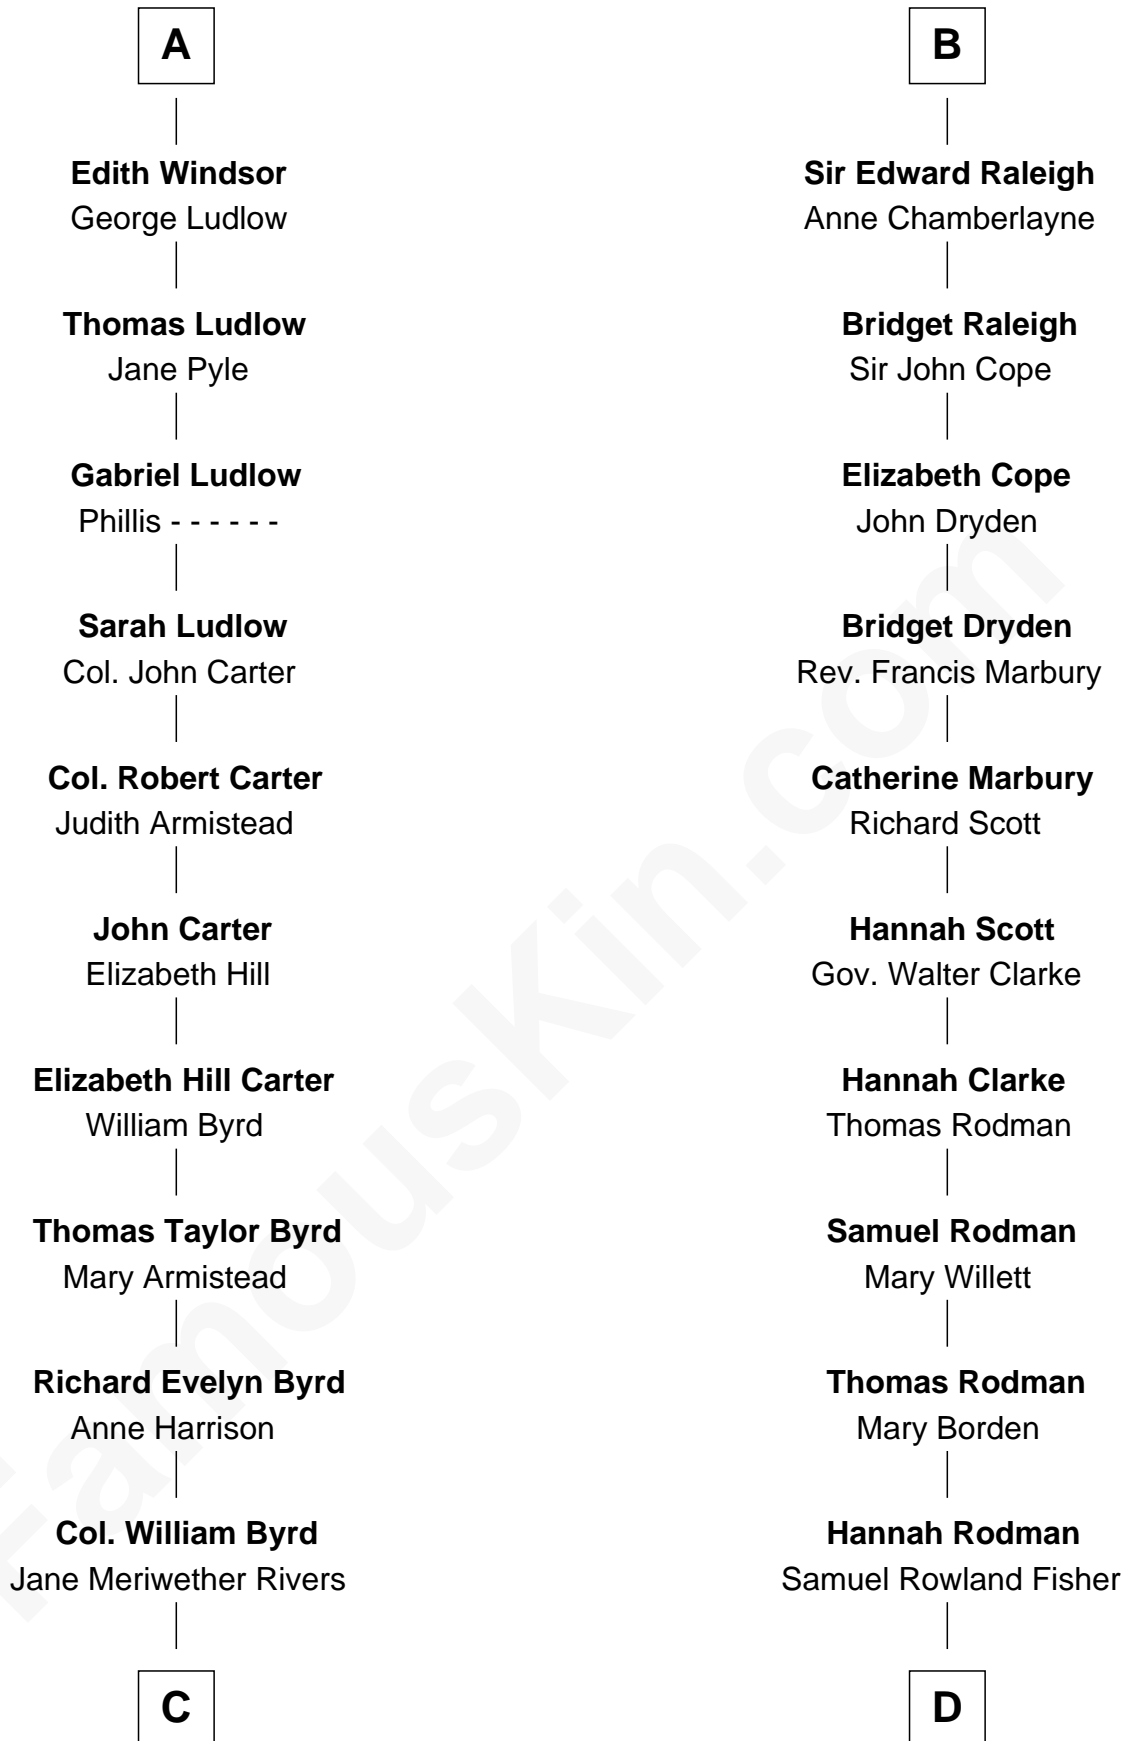 A
Edith Windsor
George Ludlow
Thomas Ludlow
Jane Pyle
Gabriel Ludlow
Phillis - - - - - -
Sarah Ludlow
Col. John Carter
Col. Robert Carter
Judith Armistead
John Carter
Elizabeth Hill
Elizabeth Hill Carter
William Byrd
Thomas Taylor Byrd
Mary Armistead
Richard Evelyn Byrd
Anne Harrison
Col. William Byrd
Jane Meriwether Rivers
C
B
Sir Edward Raleigh
Anne Chamberlayne
Bridget Raleigh
Sir John Cope
Elizabeth Cope
John Dryden
Bridget Dryden
Rev. Francis Marbury
Catherine Marbury
Richard Scott
Hannah Scott
Gov. Walter Clarke
Hannah Clarke
Thomas Rodman
Samuel Rodman
Mary Willett
Thomas Rodman
Mary Borden
Hannah Rodman
Samuel Rowland Fisher
D
FamousKin.com